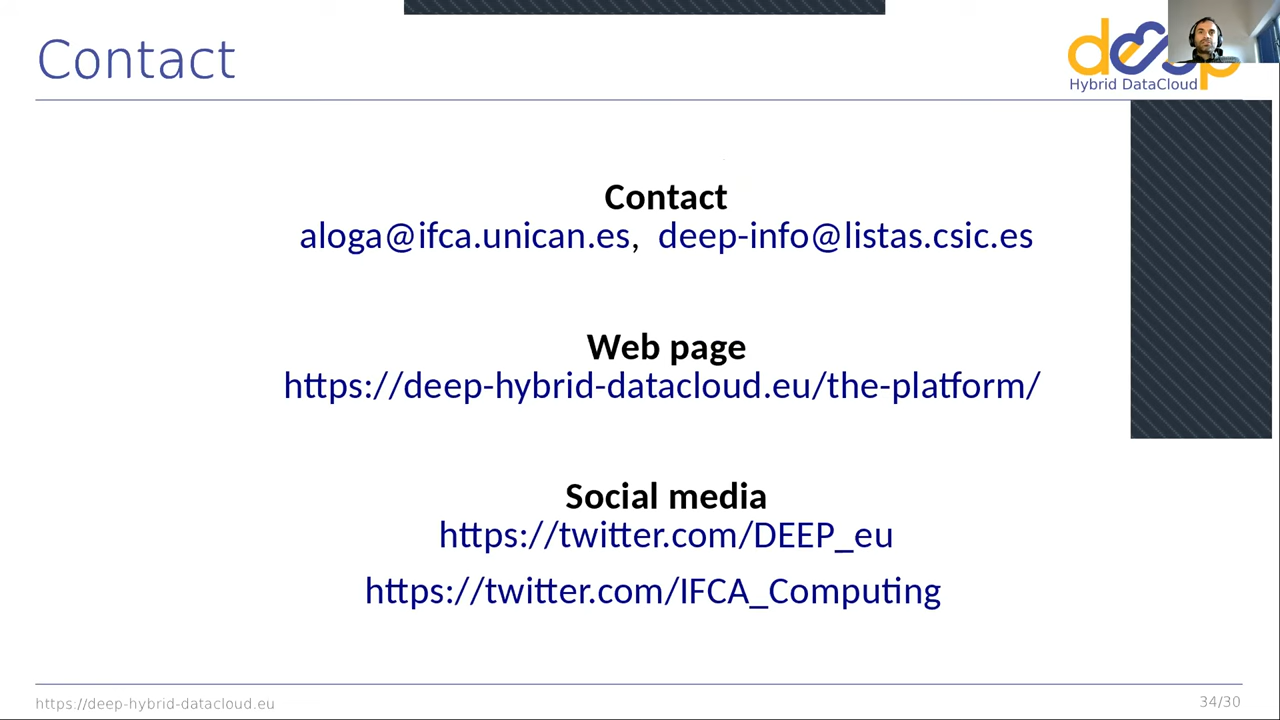 Contact
deep
Hybrid DataCloud
Contact
aloga@ifca.unican.es, deep-info@listas.csic.es
Web page
https://deep-hybrid-datacloud.eu/the-platform/
Social media
https://twitter.com/DEEP_eu
https://twitter.com/IFCA_Computing
https://deep-hybrid-datacloud.eu
34/30